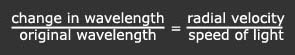 change in wavelength / original wavelength = radial velocity / speed of light